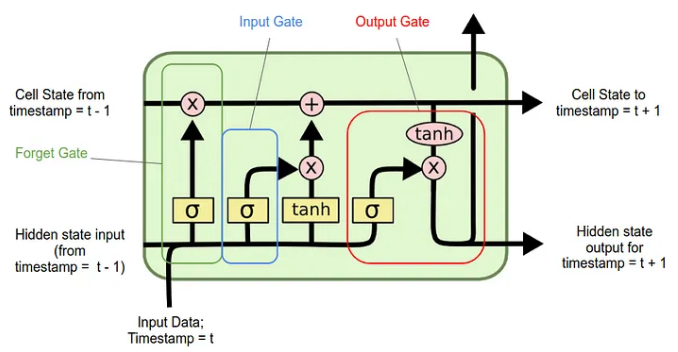 Input Gate
Output Gate
Cell State from
timestamp = t - 1
Cell State to
timestamp = t + 1
x
+
tanh
Forget Gate
x
x
σ
σ
tanh
σ
Hidden state input
(from
timestamp =  t - 1)
Hidden state
output for
timestamp = t + 1
Input Data;
Timestamp = t